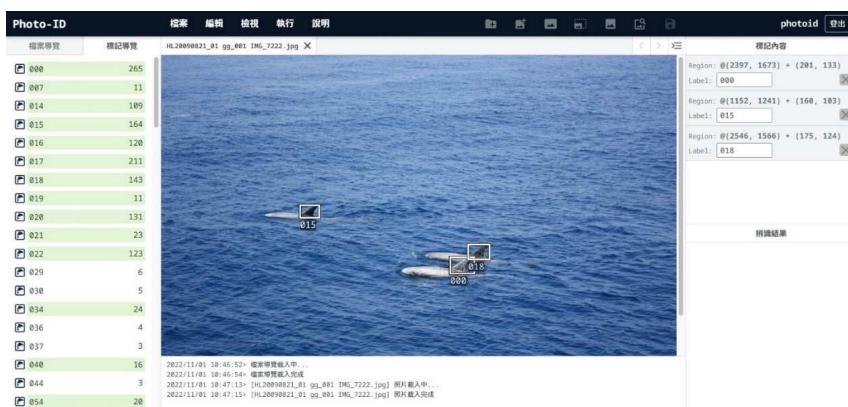 Photo-ID
檔案 編輯 檢視 執行 說明
photoid 登出
檔案導覽 標記導覽
HL20090821_01 gg_001 IMG_7222.jpg
標記內容
000 265
007 11
014 109
015 164
016 120
017 211
018 143
019 11
020 131
021 23
022 123
029 6
030 5
034 24
036 4
037 3
040 16
044 3
054 20
015
018
000
2022/11/01 10:46:52> 檔案導覽載入中...
2022/11/01 10:46:54> 檔案導覽載入完成
2022/11/01 10:47:13> [HL20090821_01 gg_001 IMG_7222.jpg] 照片載入中...
2022/11/01 10:47:15> [HL20090821_01 gg_001 IMG_7222.jpg] 照片載入完成
Region: @(2397, 1673) + (201, 133)
Label: 000
Region: @(1152, 1241) + (160, 103)
Label: 015
Region: @(2546, 1566) + (175, 124)
Label: 018
辨識結果